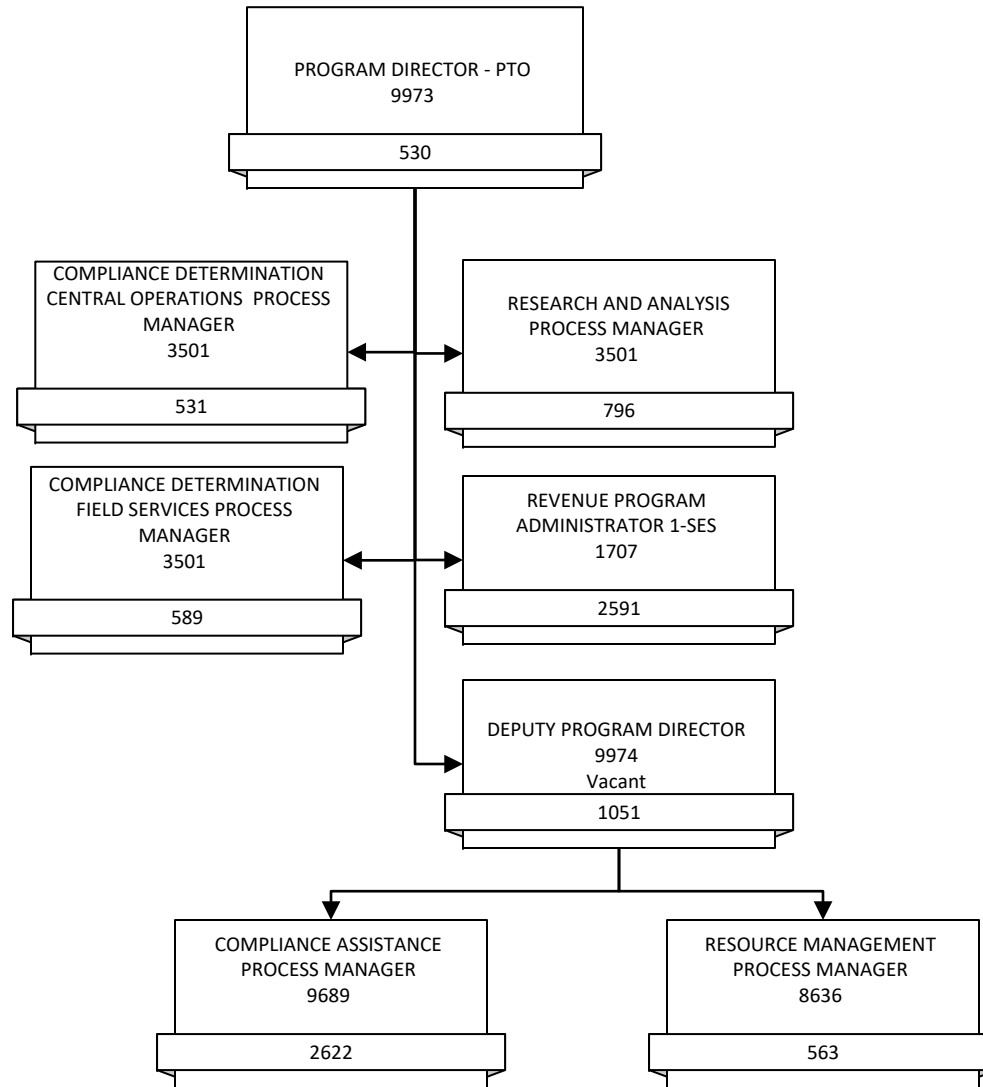 PROGRAM DIRECTOR - PTO
9973
530
COMPLIANCE DETERMINATION
CENTRAL OPERATIONS PROCESS
MANAGER
3501
531
RESEARCH AND ANALYSIS
PROCESS MANAGER
3501
796
COMPLIANCE DETERMINATION
FIELD SERVICES PROCESS
MANAGER
3501
589
REVENUE PROGRAM
ADMINISTRATOR 1-SES
1707
2591
DEPUTY PROGRAM DIRECTOR
9974
Vacant
1051
COMPLIANCE ASSISTANCE
PROCESS MANAGER
9689
2622
RESOURCE MANAGEMENT
PROCESS MANAGER
8636
563